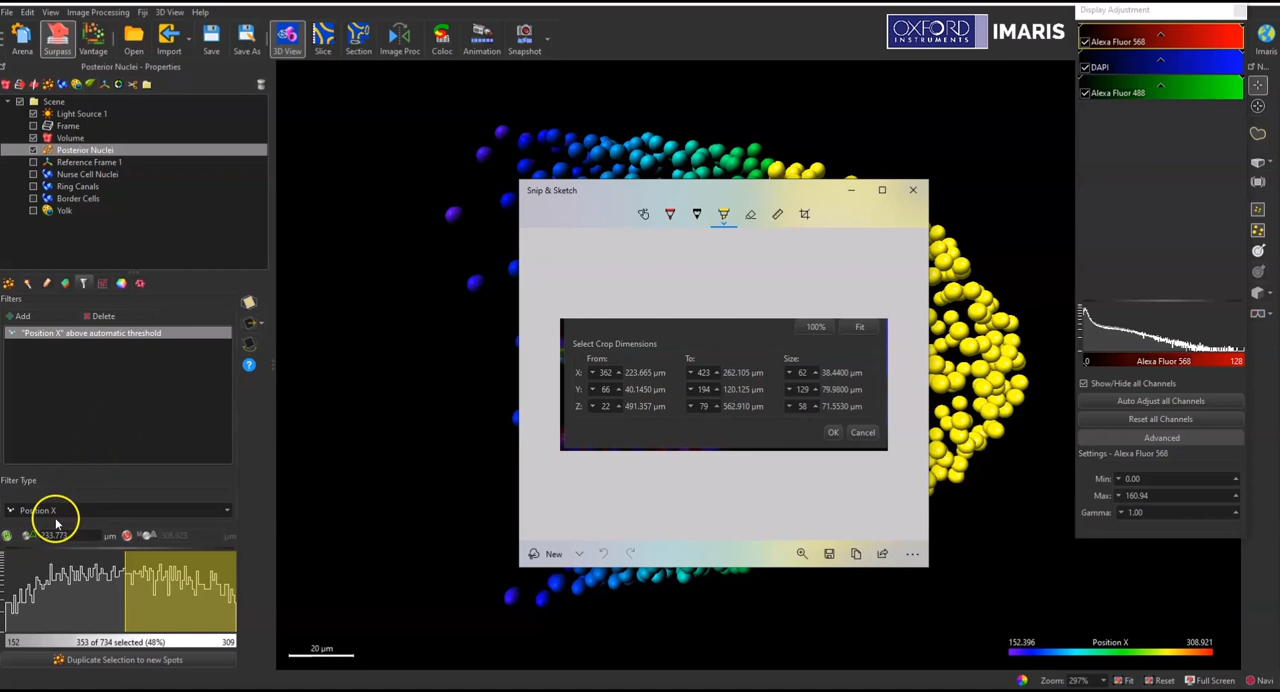 File Edit View Image Processing Fiji 3D View Help
Arena Surpass Vantage Open Import Save Save As 3D View Slice Section Image Proc Coloc Animation Snapshot
OXFORD INSTRUMENTS IMARIS
Display Adjustment
Imaris
Alexa Fluor 568
DAPI
Alexa Fluor 488
Posterior Nuclei - Properties
N...
Scene
Light Source 1
Frame
Volume
Posterior Nuclei
Reference Frame 1
Nurse Cell Nuclei
Ring Canals
Border Cells
Yolk
Filters
Add Delete
"Position X" above automatic threshold
Filter Type
Position X
233.773 µm 308.923 µm
152 353 of 734 selected (48%) 309
Duplicate Selection to new Spots
Snip & Sketch
100% Fit
Select Crop Dimensions
From: To: Size:
X: 362 223.665 µm 423 262.105 µm 62 38.4400 µm
Y: 66 40.1450 µm 194 120.125 µm 129 79.9800 µm
Z: 22 491.357 µm 79 562.910 µm 58 71.5530 µm
OK Cancel
New
20 µm
152.396 Position X 308.921
0 Alexa Fluor 568 128
Show/Hide all Channels
Auto Adjust all Channels
Reset all Channels
Advanced
Settings - Alexa Fluor 568
Min: 0.00
Max: 160.94
Gamma: 1.00
Zoom: 297% Fit Reset Full Screen Navi